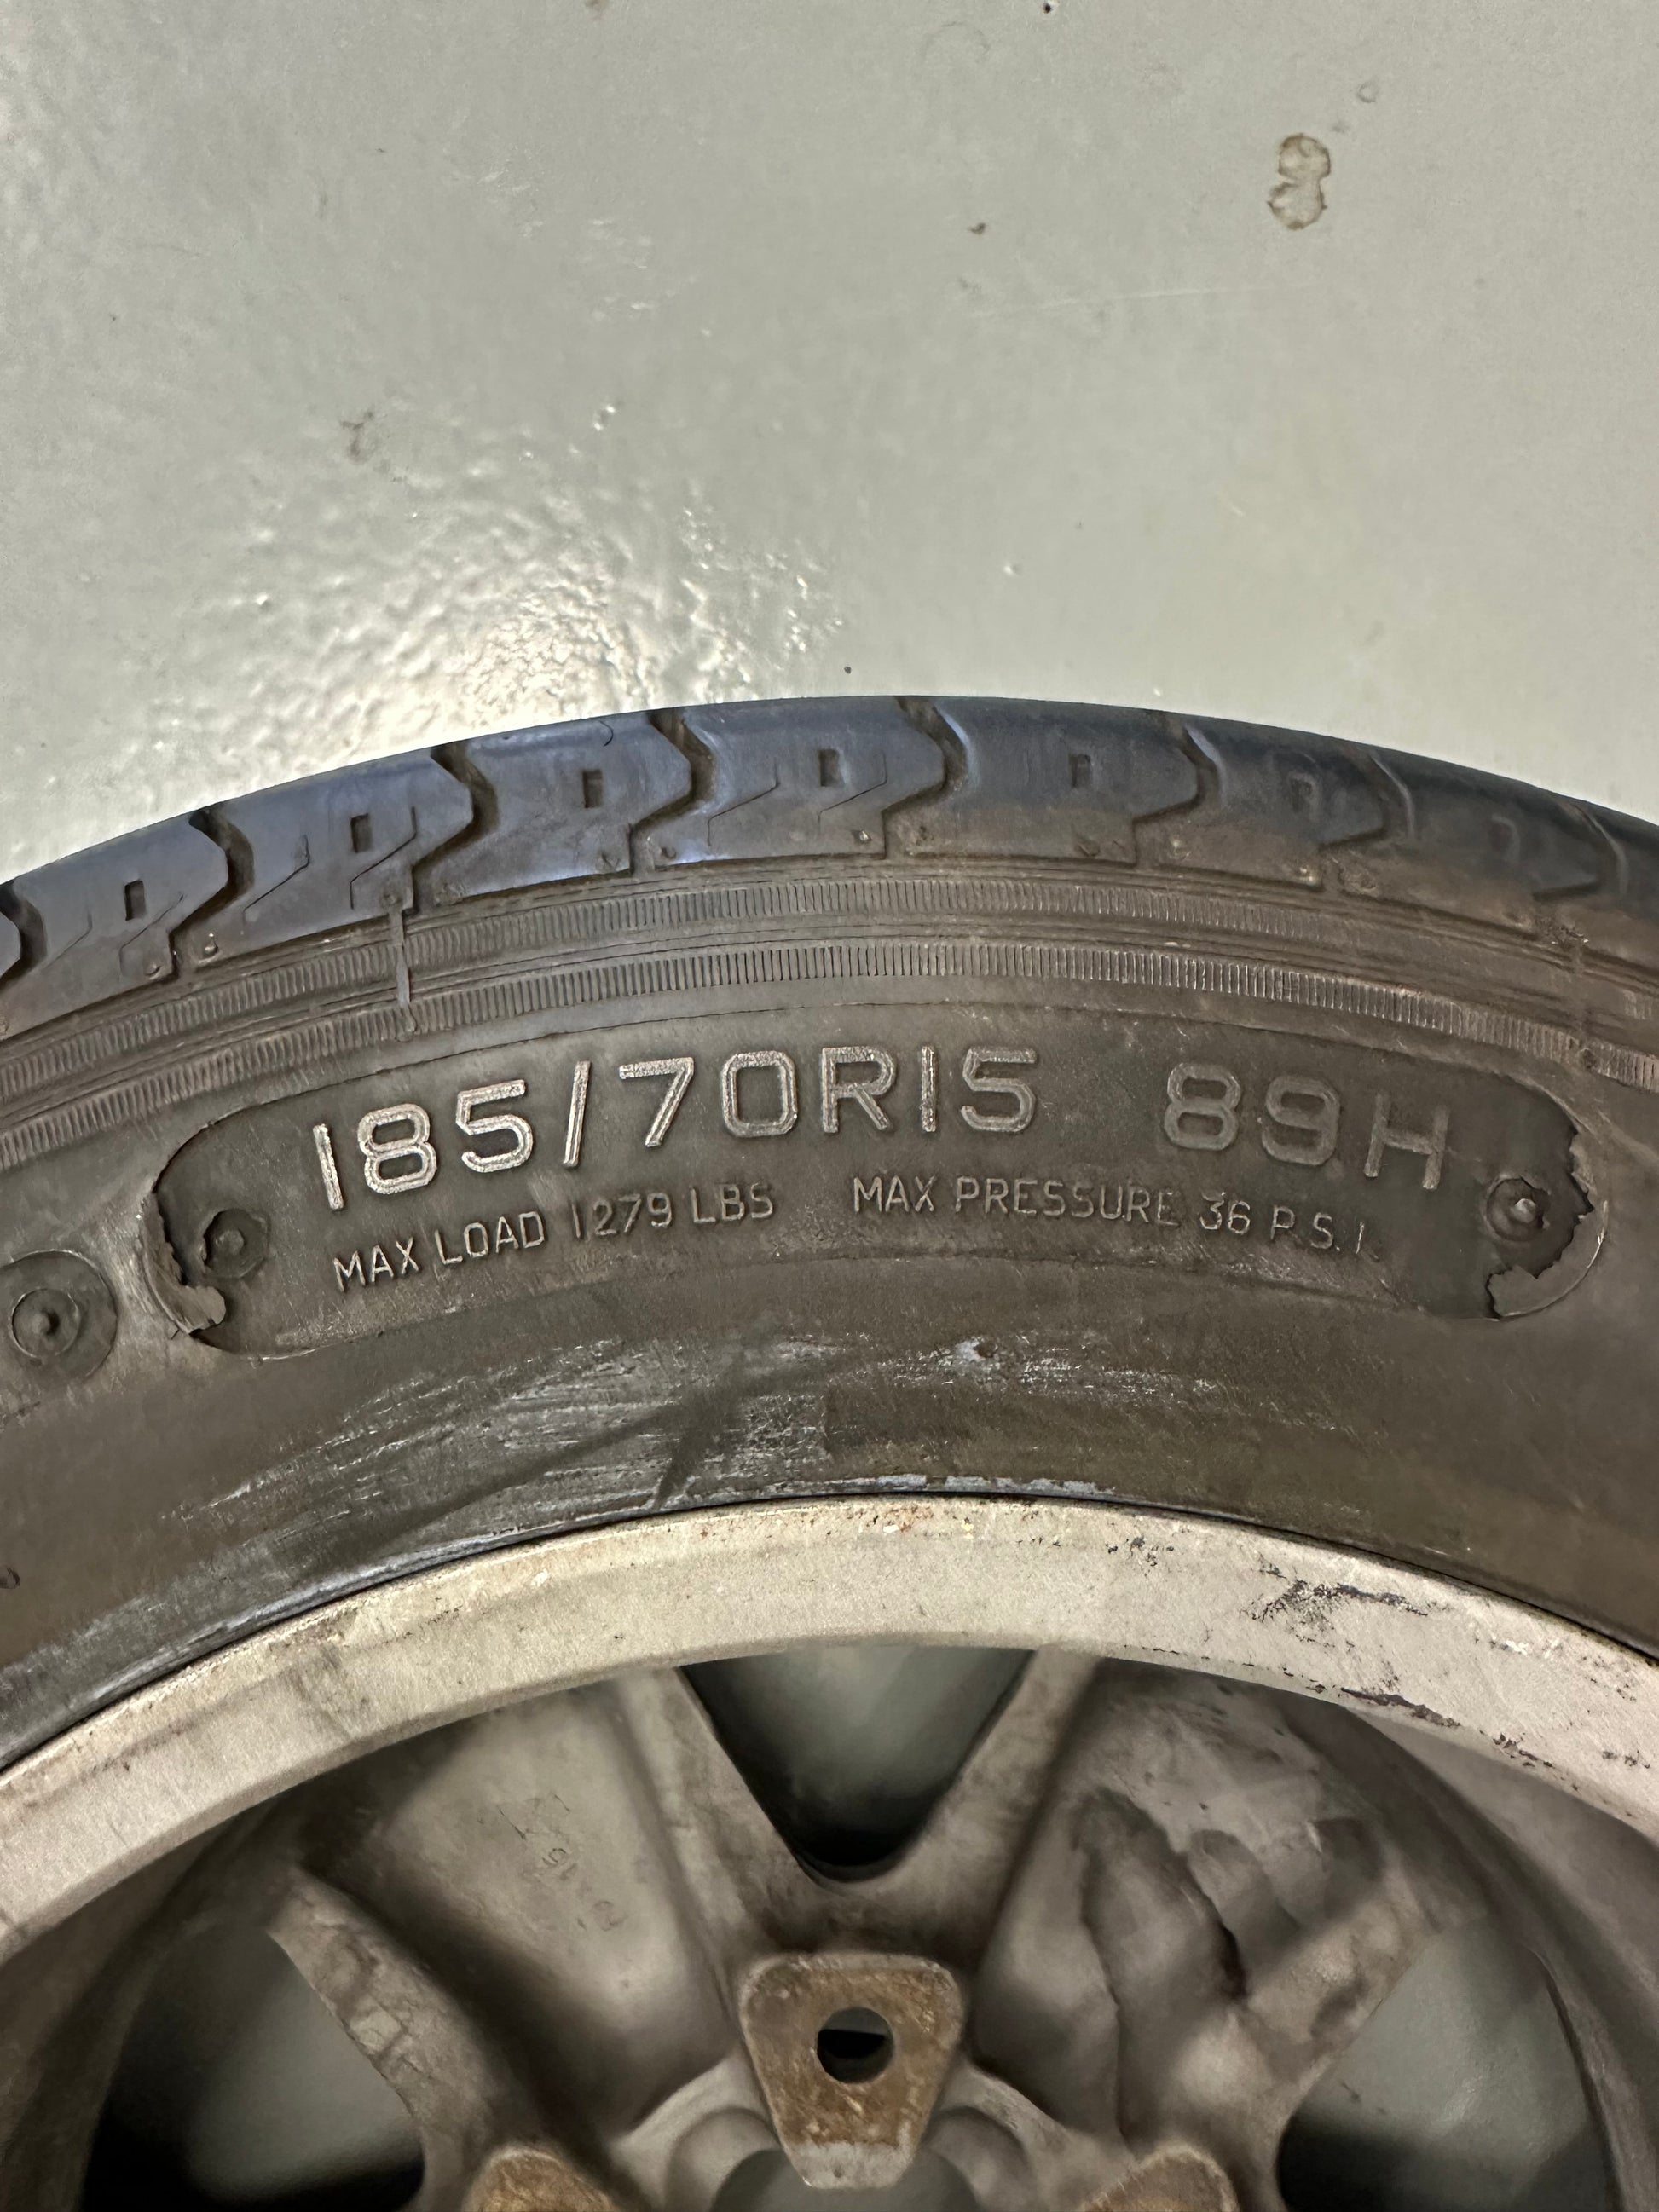 185/70R15 89H
MAX LOAD 1279 LBS MAX PRESSURE 36 P.S.I.